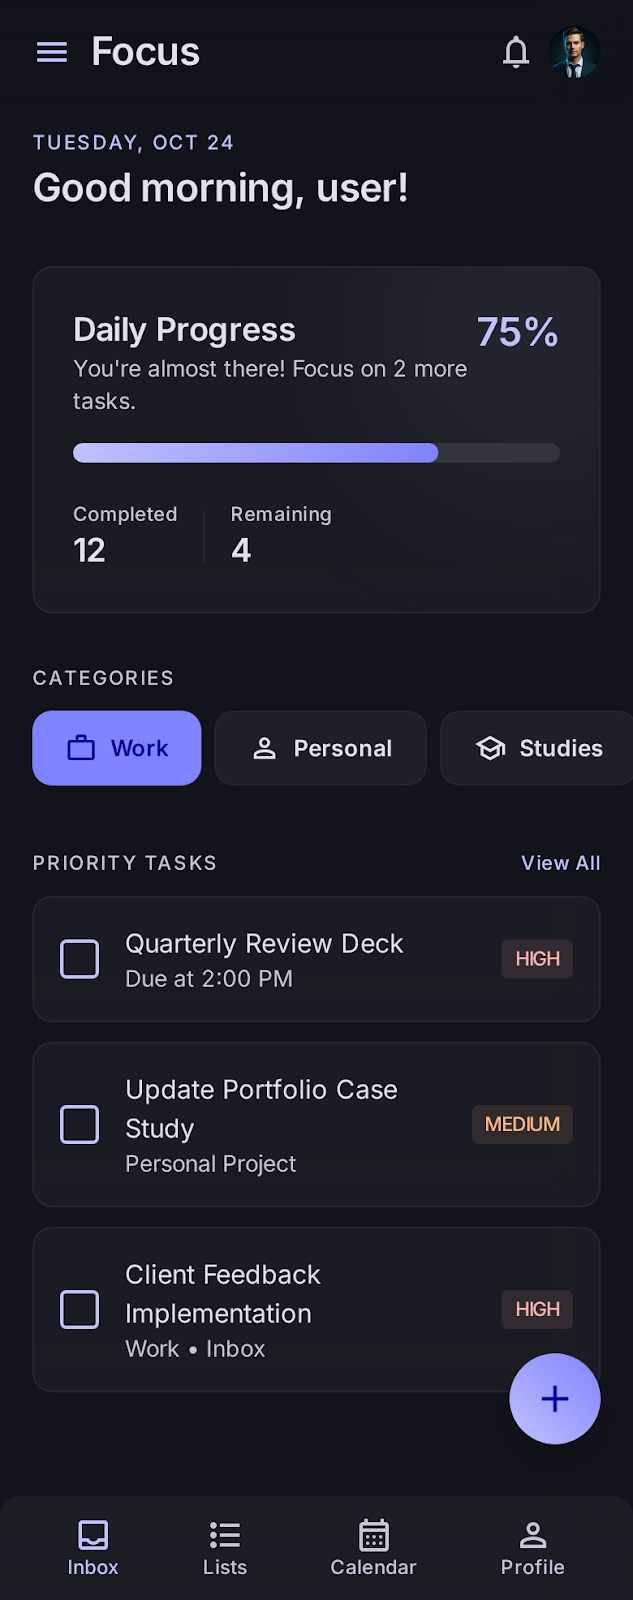 Focus
TUESDAY, OCT 24
Good morning, user!
Daily Progress
75%
You're almost there! Focus on 2 more
tasks.
Completed
Remaining
12
4
CATEGORIES
Work
Personal
Studies
PRIORITY TASKS
View All
Quarterly Review Deck
Due at 2:00 PM
HIGH
Update Portfolio Case
Study
Personal Project
MEDIUM
Client Feedback
Implementation
Work • Inbox
HIGH
Inbox
Lists
Calendar
Profile